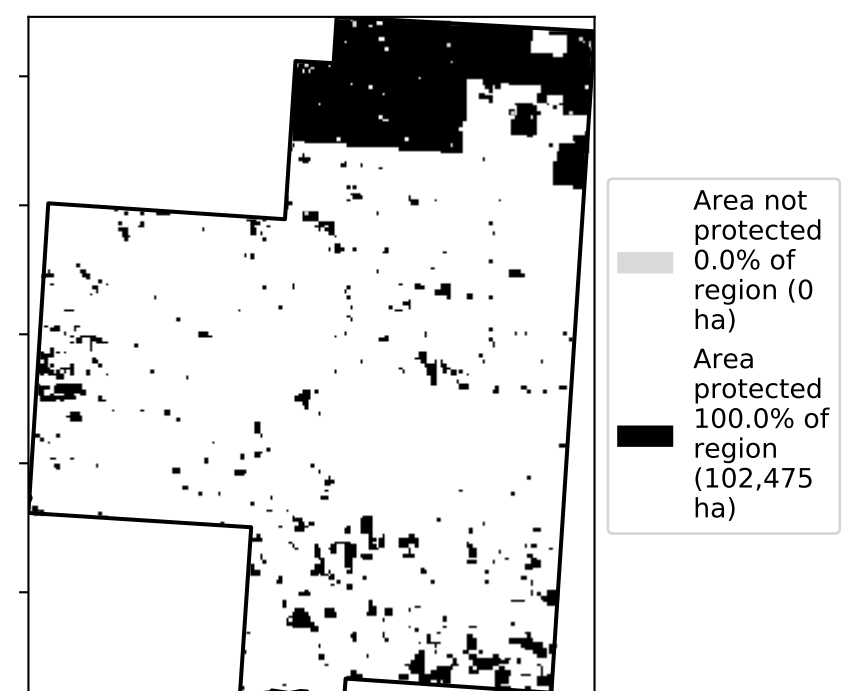 Area not
protected
0.0% of
region (0
ha)
Area
protected
100.0% of
region
(102,475
ha)